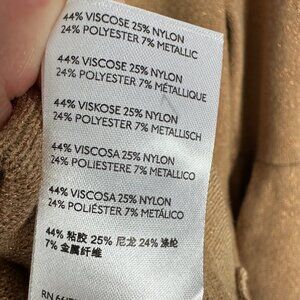 44% VISCOSE 25% NYLON
24% POLYESTER 7% METALLIC
44% VISCOSE 25% NYLON
24% POLYESTER 7% MÉTALLIQUE
44% VISKOSE 25% NYLON
24% POLYESTER 7% METALLISCH
44% VISCOSA 25% NYLON
24% POLIESTERE 7% METALLICO
44% VISCOSA 25% NYLON
24% POLIÉSTER 7% METÁLICO
44% 粘胶 25% 尼龙 24% 涤纶
7% 金属纤维
RN